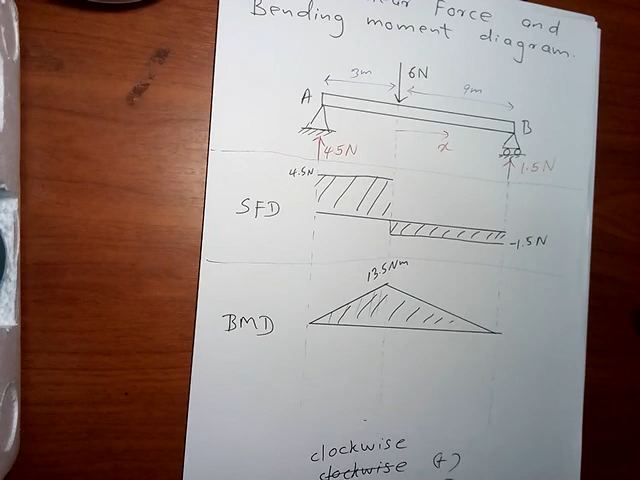 Force and
Bending moment diagram.
3m 6N 9m
A
B
x
4.5N 1.5N
4.5N
SFD
-1.5N
13.5Nm
BMD
clockwise
clockwise (+)